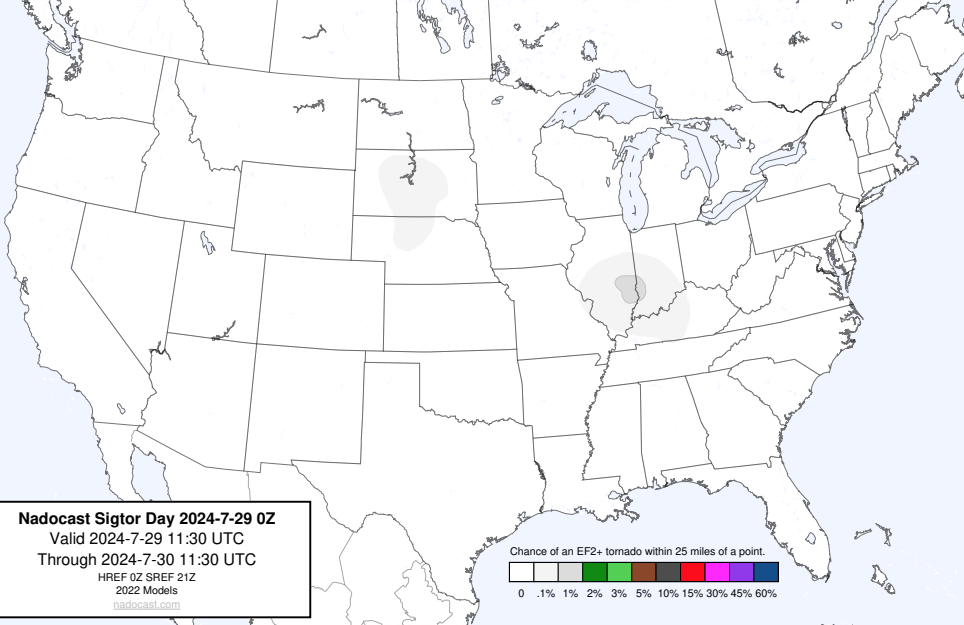 Nadocast Sigtor Day 2024-7-29 0Z
Valid 2024-7-29 11:30 UTC
Through 2024-7-30 11:30 UTC
HREF 0Z SREF 21Z
2022 Models
nadocast.com
Chance of an EF2+ tornado within 25 miles of a point.
0 .1% 1% 2% 3% 5% 10% 15% 30% 45% 60%